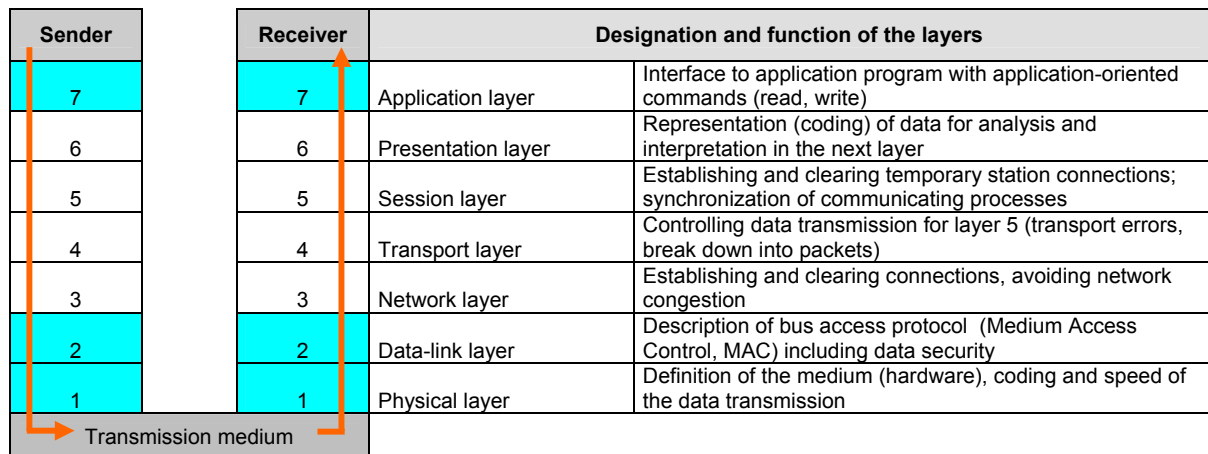 Sender Receiver Designation and function of the layers
7 7 Application layer Interface to application program with application-oriented
commands (read, write)
6 6 Presentation layer Representation (coding) of data for analysis and
interpretation in the next layer
5 5 Session layer Establishing and clearing temporary station connections;
synchronization of communicating processes
4 4 Transport layer Controlling data transmission for layer 5 (transport errors,
break down into packets)
3 3 Network layer Establishing and clearing connections, avoiding network
congestion
2 2 Data-link layer Description of bus access protocol (Medium Access
Control, MAC) including data security
1 1 Physical layer Definition of the medium (hardware), coding and speed of
the data transmission
Transmission medium